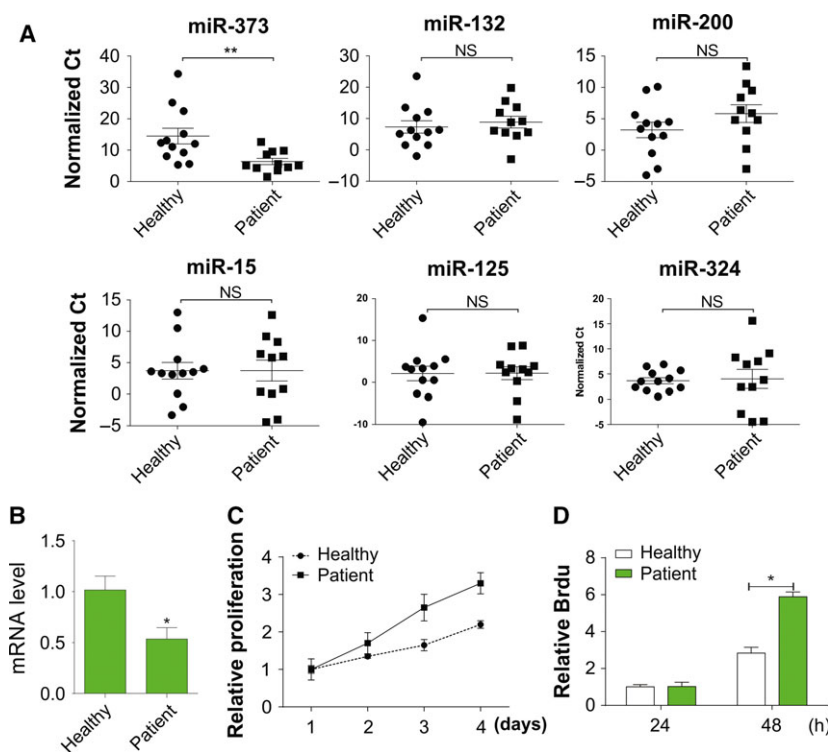 A
miR-373
**
Normalized Ct
40
30
20
10
0
Healthy
Patient
miR-132
NS
30
20
10
0
–10
Healthy
Patient
miR-200
NS
15
10
5
0
–5
Healthy
Patient
miR-15
NS
Normalized Ct
15
10
5
0
–5
Healthy
Patient
miR-125
NS
20
10
0
-10
Healthy
Patient
miR-324
NS
Normalized Ct
20
15
10
5
0
-5
Healthy
Patient
B
mRNA level
1.5
1.0
0.5
0.0
*
Healthy
Patient
C
Relative proliferation
Healthy
Patient
4
3
2
1
0
1 2 3 4 (days)
D
Relative Brdu
Healthy
Patient
*
8
6
4
2
0
24 48 (h)